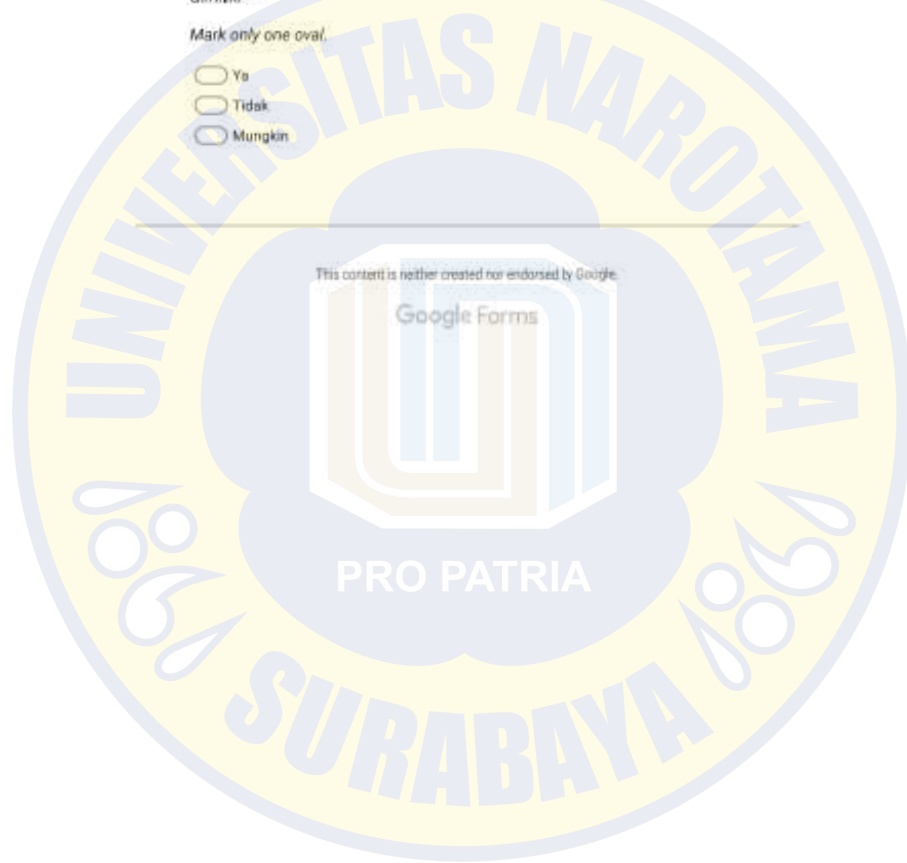 Mark only one oval.
Ya
Tidak
Mungkin
This content is neither created nor endorsed by Google.
Google Forms
UNIVERSITAS NAROTAMA
PRO PATRIA
SURABAYA